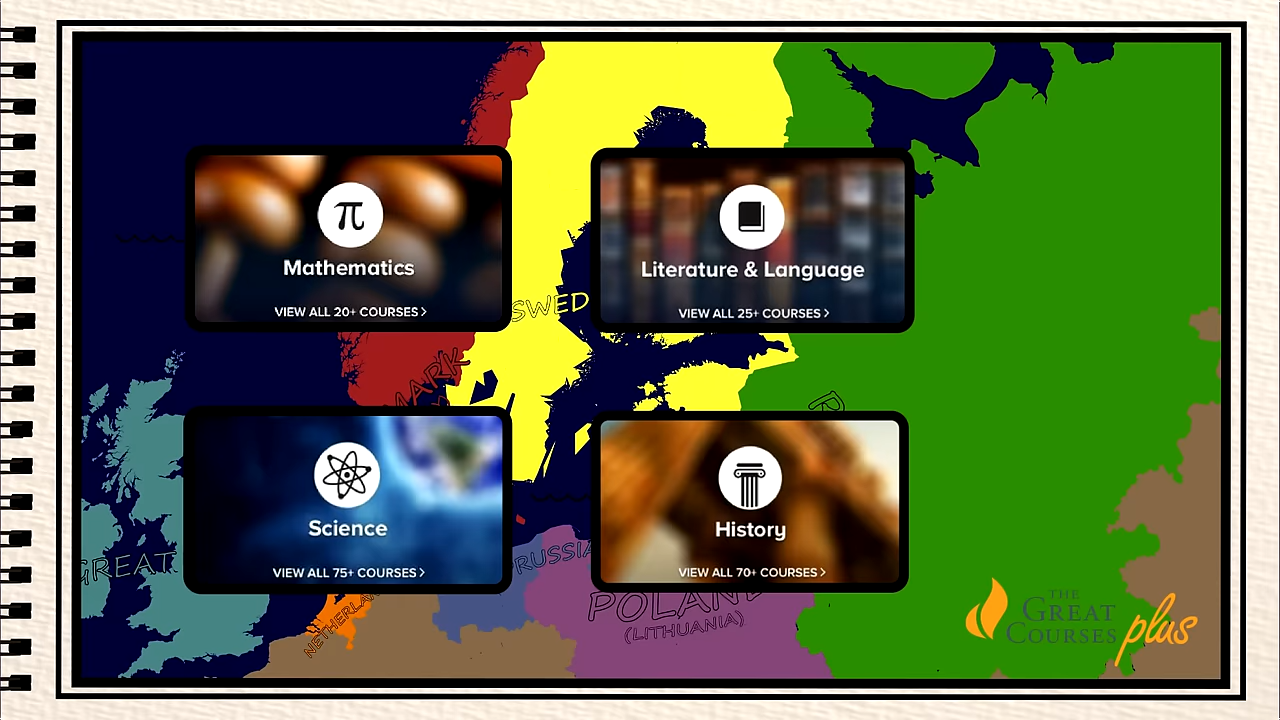 π
Mathematics
VIEW ALL 20+ COURSES >
Literature & Language
VIEW ALL 25+ COURSES >
SWED
MARK
R
Science
VIEW ALL 75+ COURSES >
History
VIEW ALL 70+ COURSES >
GREAT
RUSSIA
NETHERLAN
POLAND
(LITHUANIA)
THE
GREAT
COURSES plus